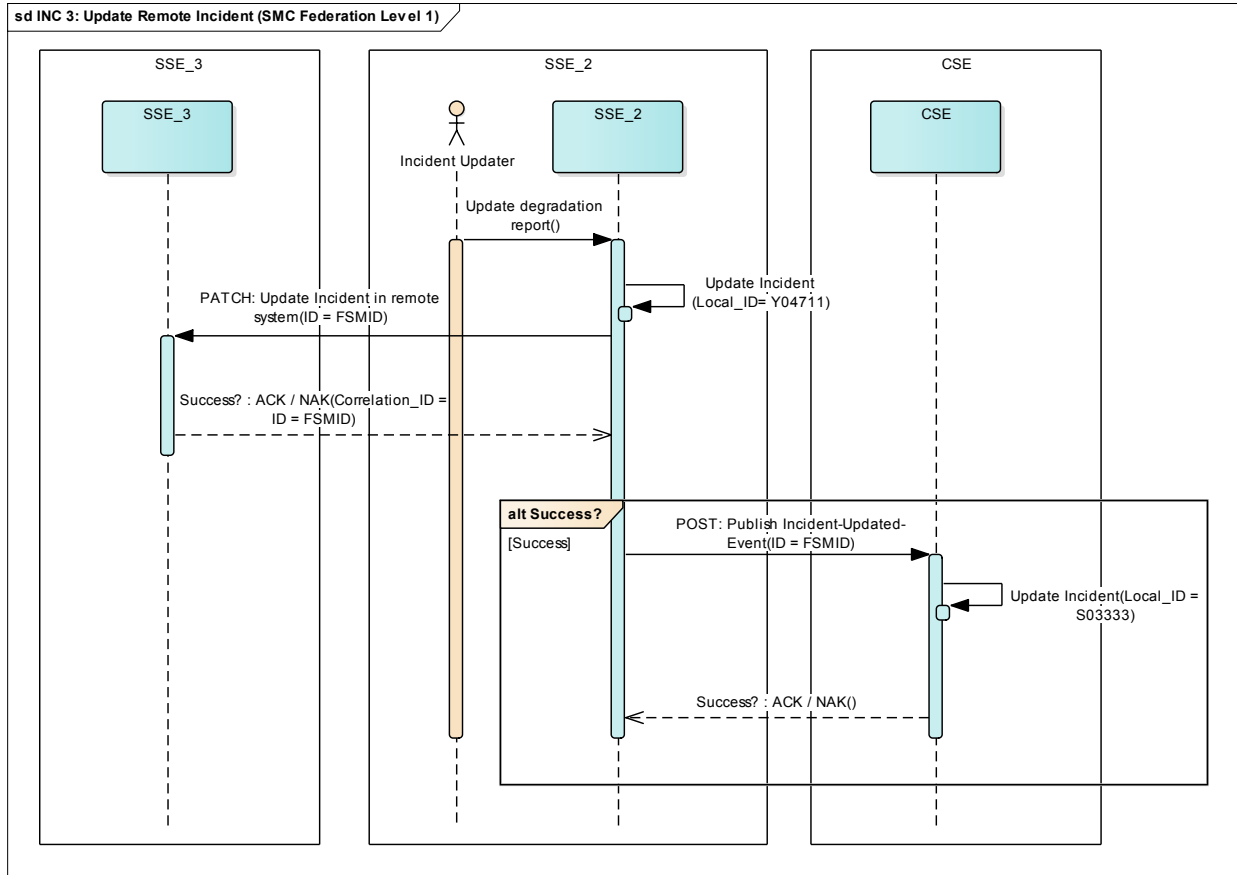 sd INC 3: Update Remote Incident (SMC Federation Level 1)
SSE_3
SSE_2
CSE
SSE_3
SSE_2
CSE
Incident Updater
Update degradation
report()
Update Incident
(Local_ID= Y04711)
PATCH: Update Incident in remote
system(ID = FSMID)
Success? : ACK / NAK(Correlation_ID =
ID = FSMID)
alt Success?
[Success]
POST: Publish Incident-Updated-
Event(ID = FSMID)
Update Incident(Local_ID =
S03333)
Success? : ACK / NAK()